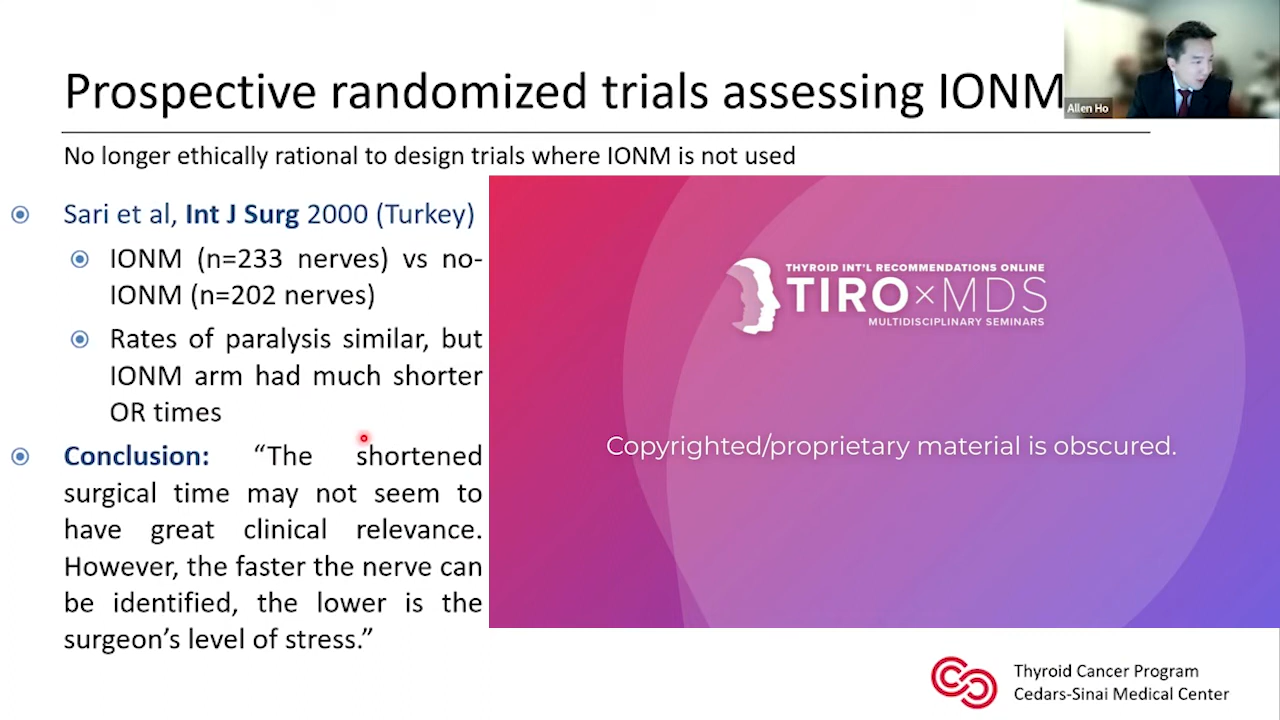 Prospective randomized trials assessing IONM
Allen Ho
No longer ethically rational to design trials where IONM is not used
Sari et al, Int J Surg 2000 (Turkey)
IONM (n=233 nerves) vs no-
IONM (n=202 nerves)
Rates of paralysis similar, but
IONM arm had much shorter
OR times
Conclusion: “The shortened
surgical time may not seem to
have great clinical relevance.
However, the faster the nerve can
be identified, the lower is the
surgeon’s level of stress.”
THYROID INT'L RECOMMENDATIONS ONLINE
TIRO×MDS
MULTIDISCIPLINARY SEMINARS
Copyrighted/proprietary material is obscured.
Thyroid Cancer Program
Cedars-Sinai Medical Center